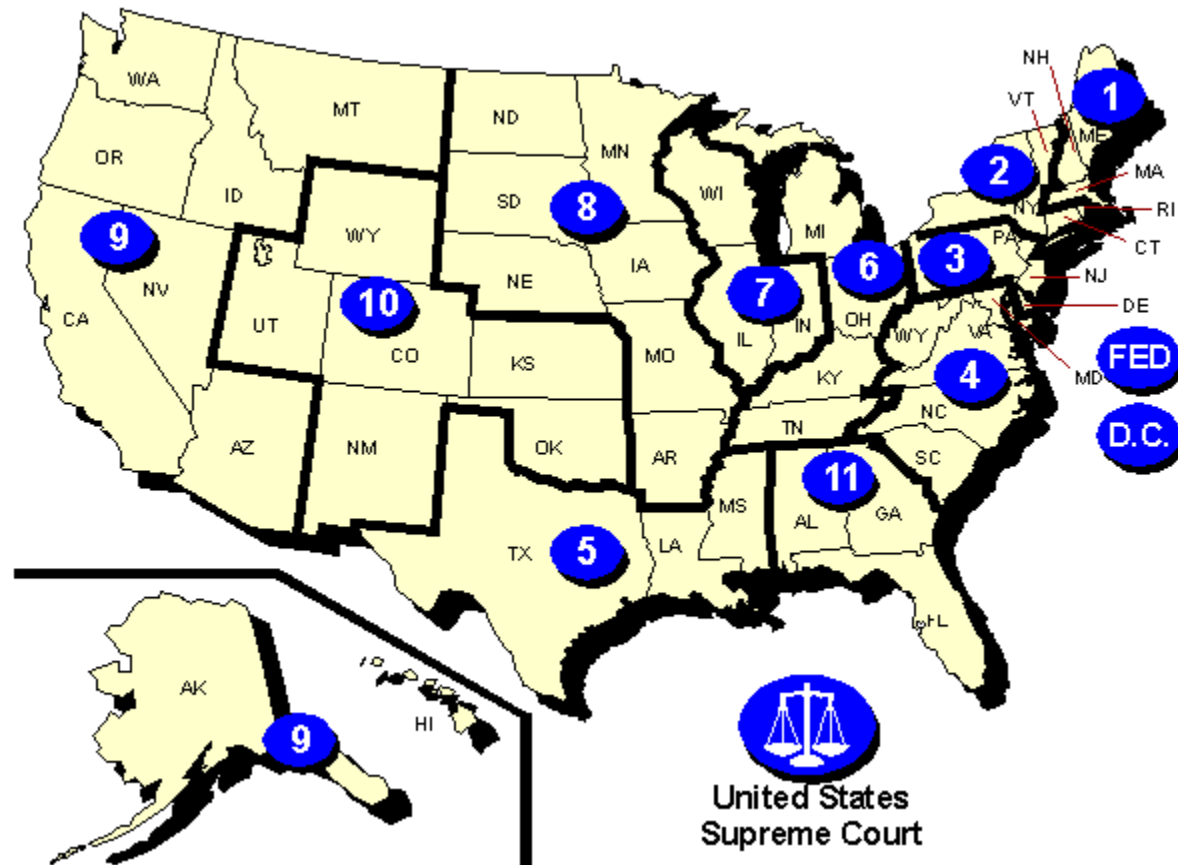 WA
MT
ND
MN
OR
ID
SD
8
WI
MI
NH
VT
1
ME
2
NY
MA
RI
CT
9
WY
NE
IA
10
NV
CA
UT
CO
7
IL
IN
6
OH
3
PA
NJ
DE
MD
FED
D.C.
WY
VA
4
KS
MO
KY
NC
AZ
NM
OK
AR
TN
SC
11
MS
AL
GA
TX
5
LA
FL
AK
9
HI
United States
Supreme Court